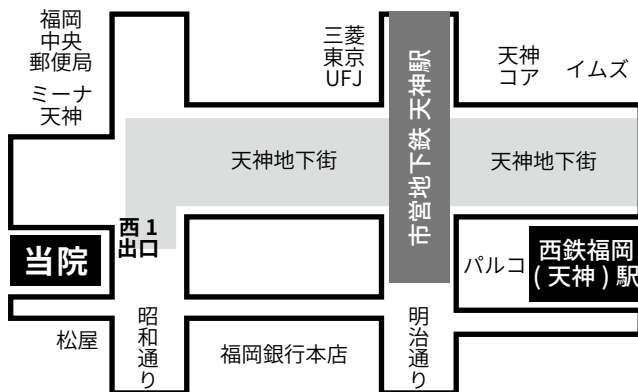 福岡
中央
郵便局
ミーナ
天神
三菱
東京
UFJ
市営地下鉄 天神駅
天神
コア
イムズ
天神地下街
天神地下街
西1
出口
当院
パルコ
西鉄福岡
(天神)駅
松屋
昭和通り
福岡銀行本店
明治通り